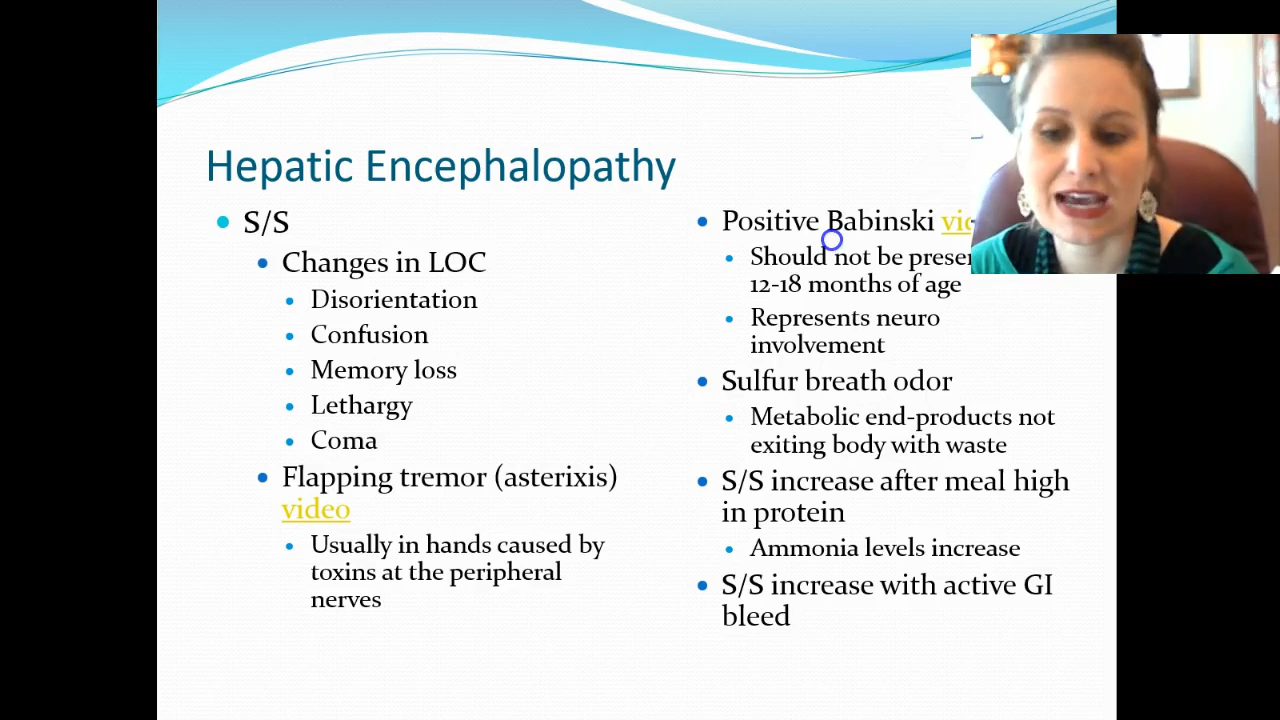 Hepatic Encephalopathy
S/S
Changes in LOC
Disorientation
Confusion
Memory loss
Lethargy
Coma
Flapping tremor (asterixis)
video
Usually in hands caused by
toxins at the peripheral
nerves
Positive Babinski
Should not be
12-18 months of age
Represents neuro
involvement
Sulfur breath odor
Metabolic end-products not
exiting body with waste
S/S increase after meal high
in protein
Ammonia levels increase
S/S increase with active GI
bleed